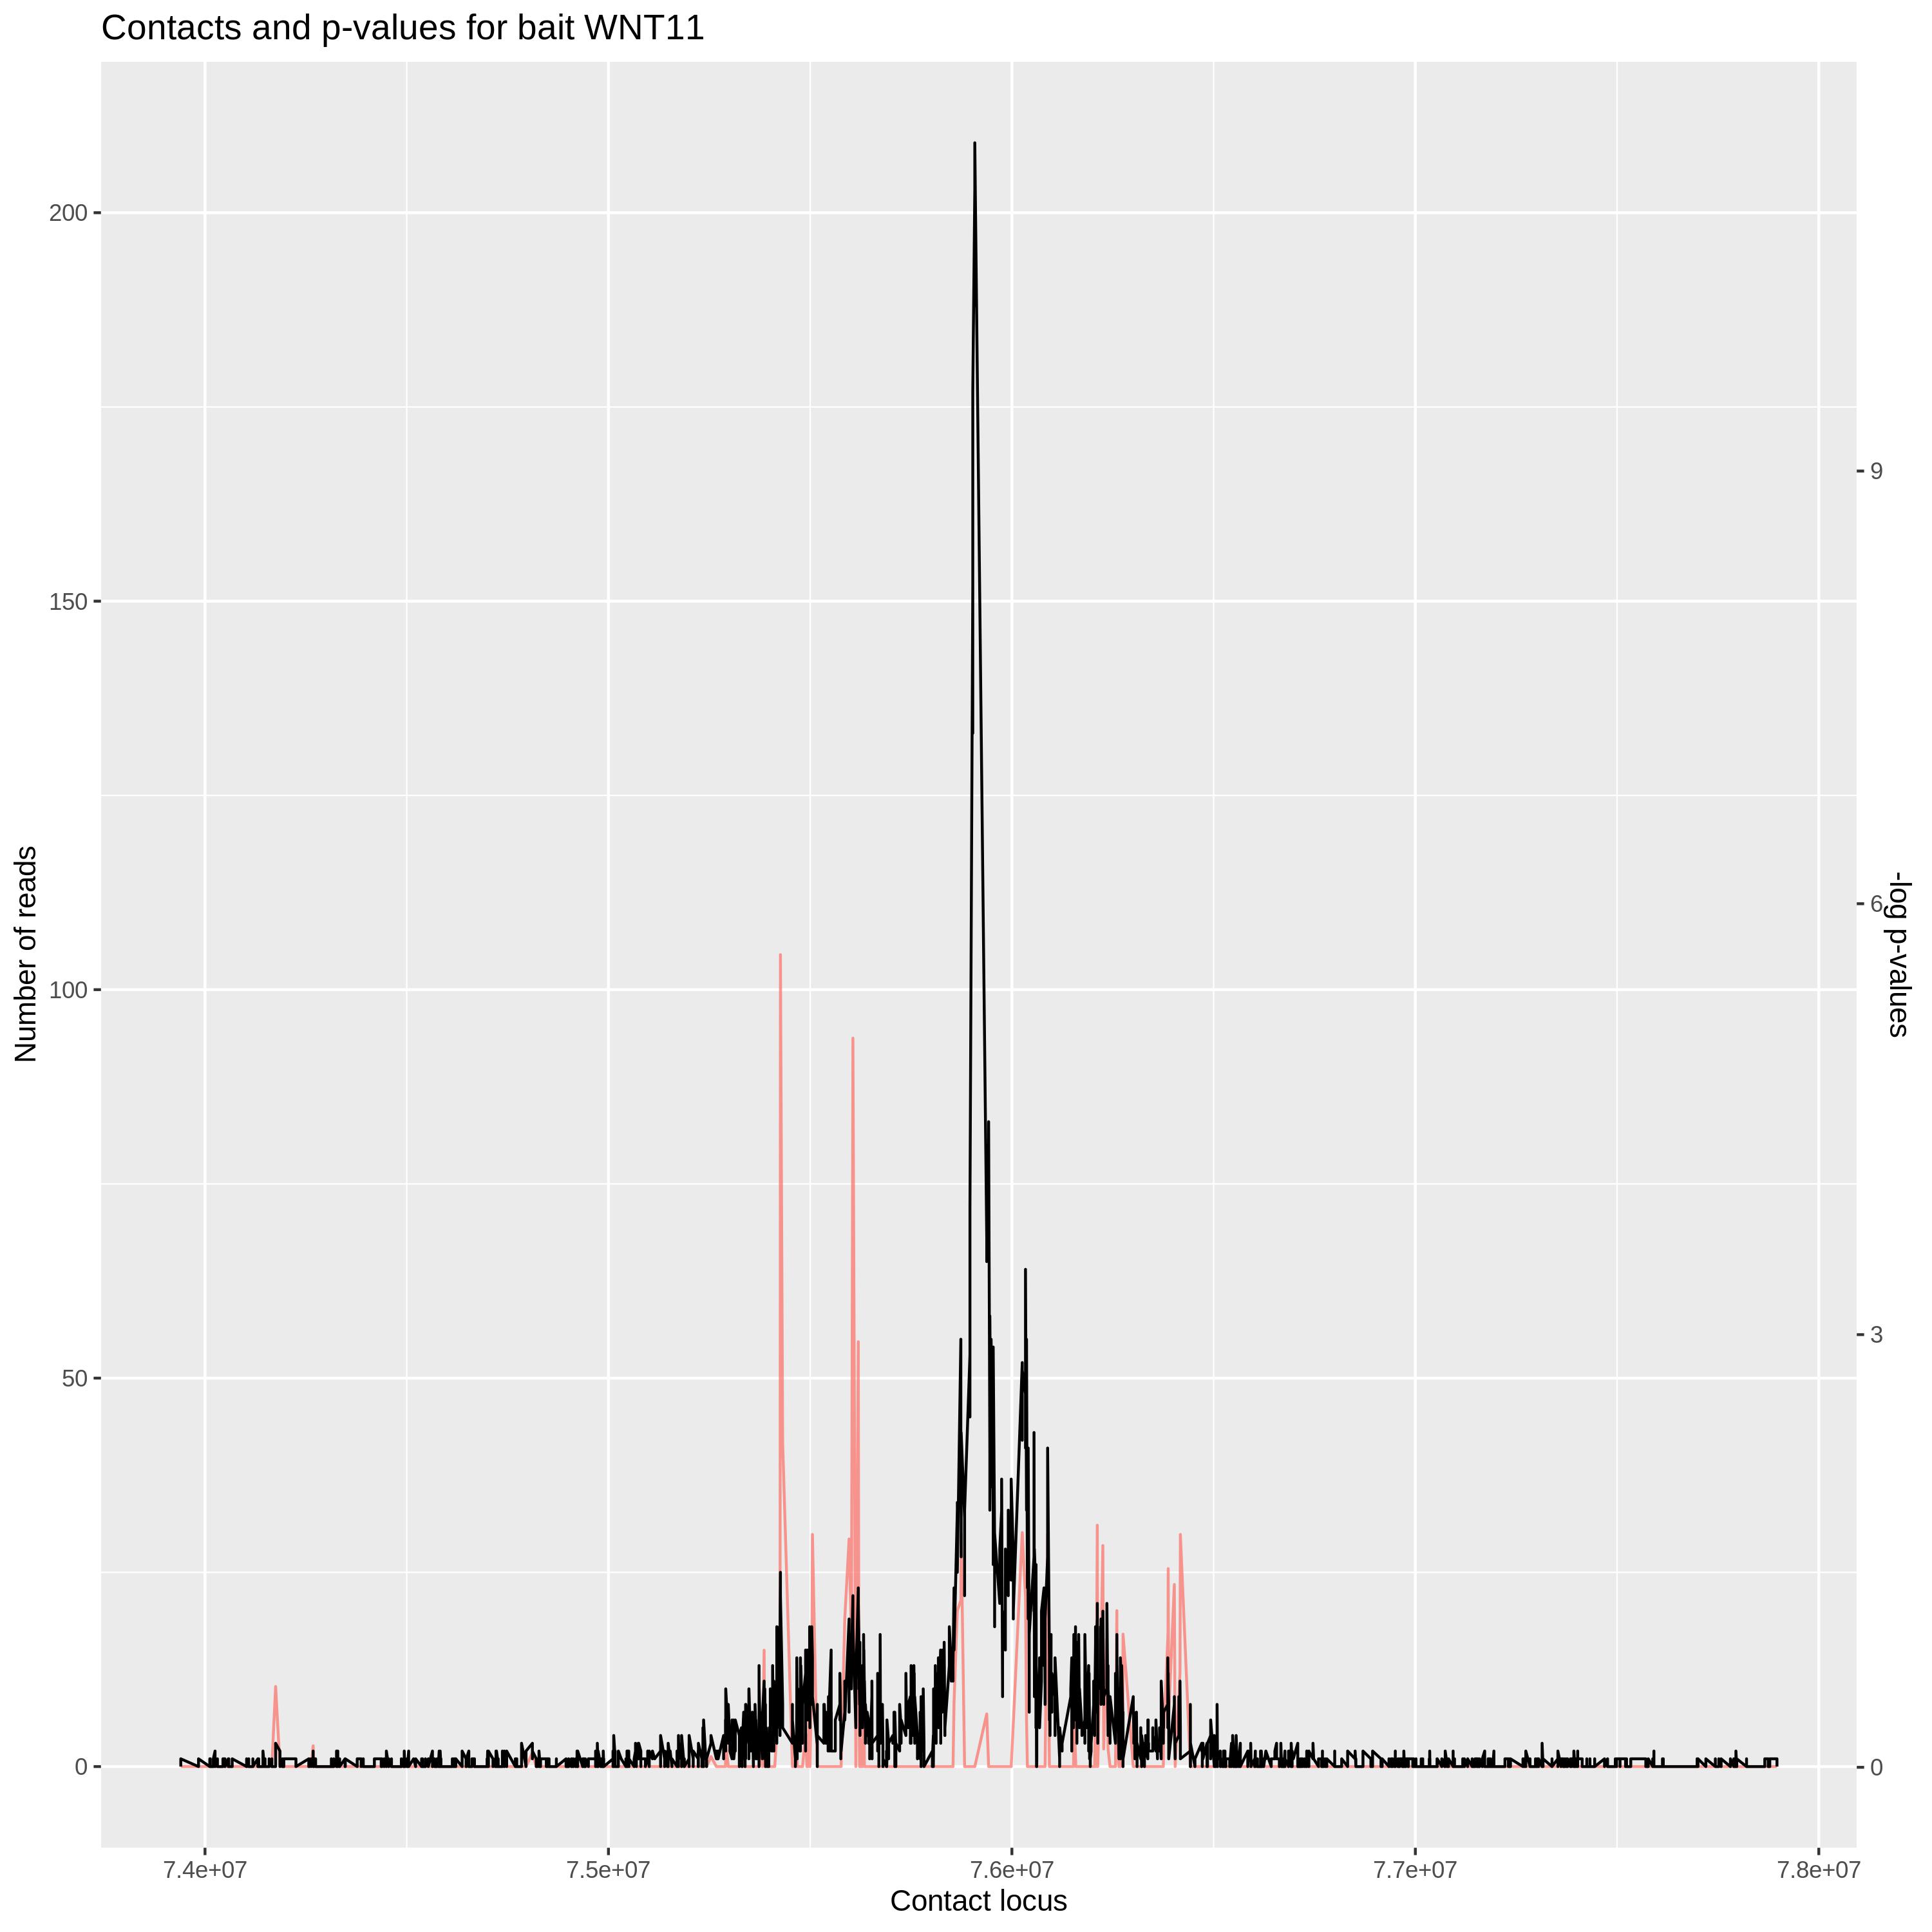 Contacts and p-values for bait WNT11
Number of reads
200
150
100
50
0
9
6
3
0
-log p-values
7.4e+07
7.5e+07
7.6e+07
7.7e+07
7.8e+07
Contact locus